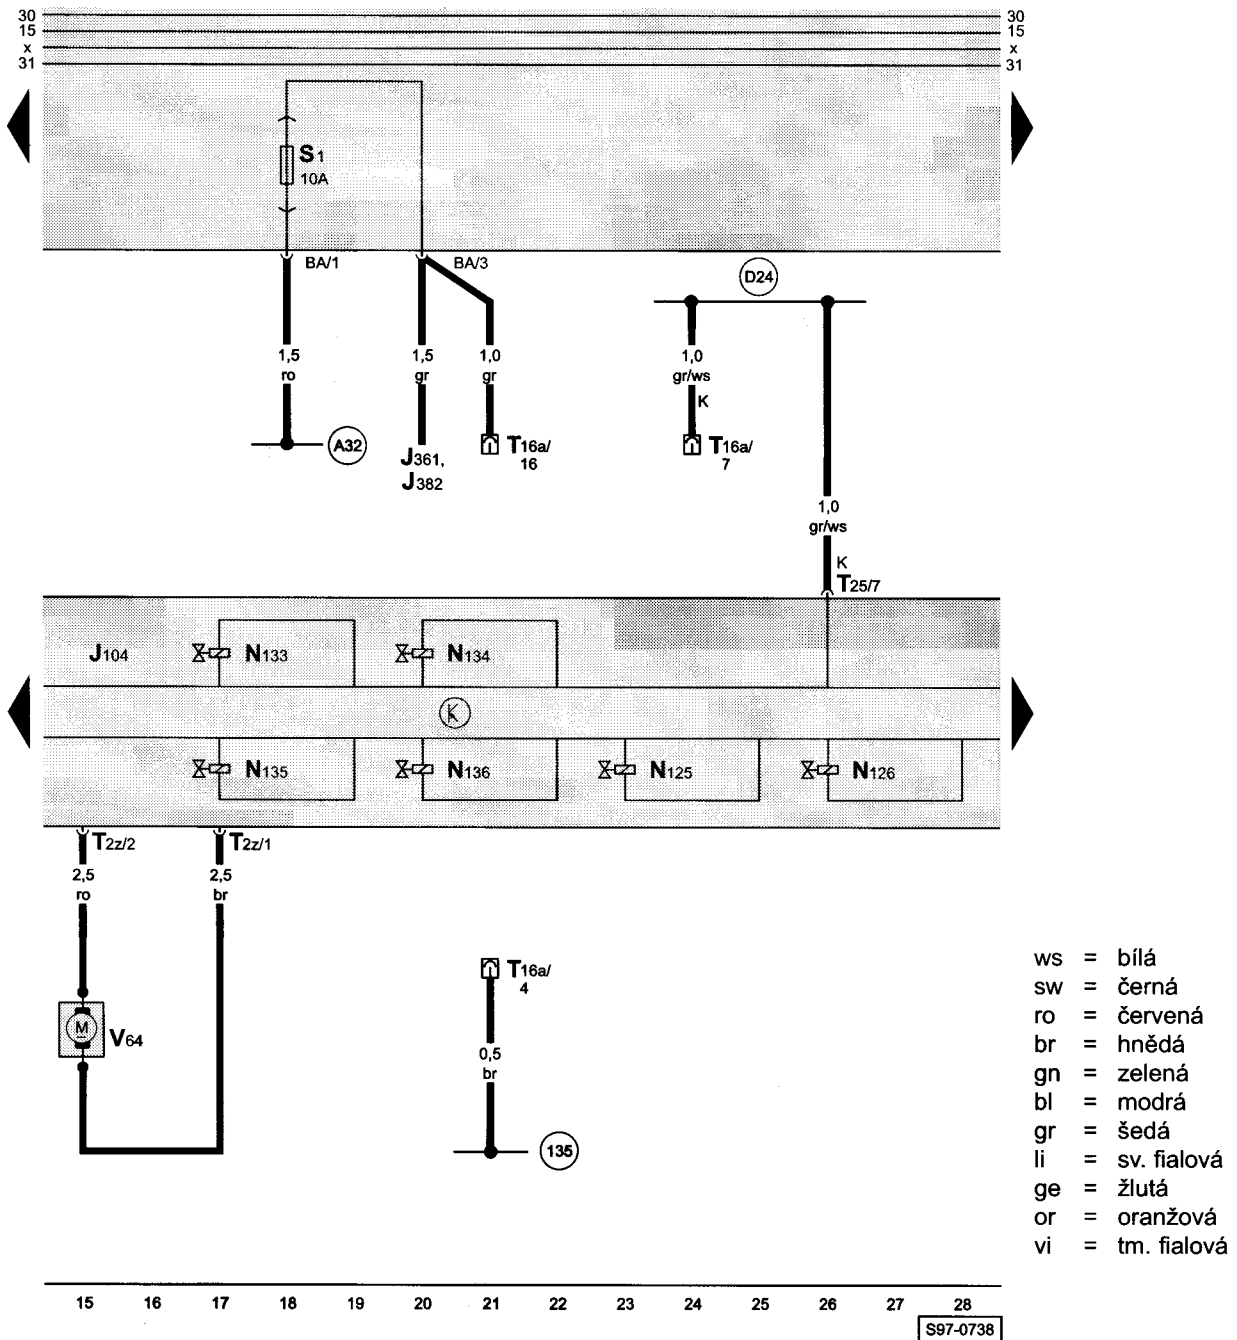 30 30
15 15
x x
31 31
S1
10A
BA/1 BA/3
D24
1,5 1,5 1,0 1,0
ro gr gr gr/ws
K
A32
J361, T16a/ T16a/
J382 16 7
1,0
gr/ws
K
T25/7
J104 N133 N134
K
N135 N136 N125 N126
T2z/2 T2z/1
2,5 2,5
ro br
T16a/
4
M V64
0,5
br
135
ws = bílá
sw = černá
ro = červená
br = hnědá
gn = zelená
bl = modrá
gr = šedá
li = sv. fialová
ge = žlutá
or = oranžová
vi = tm. fialová
15 16 17 18 19 20 21 22 23 24 25 26 27 28
S97-0738